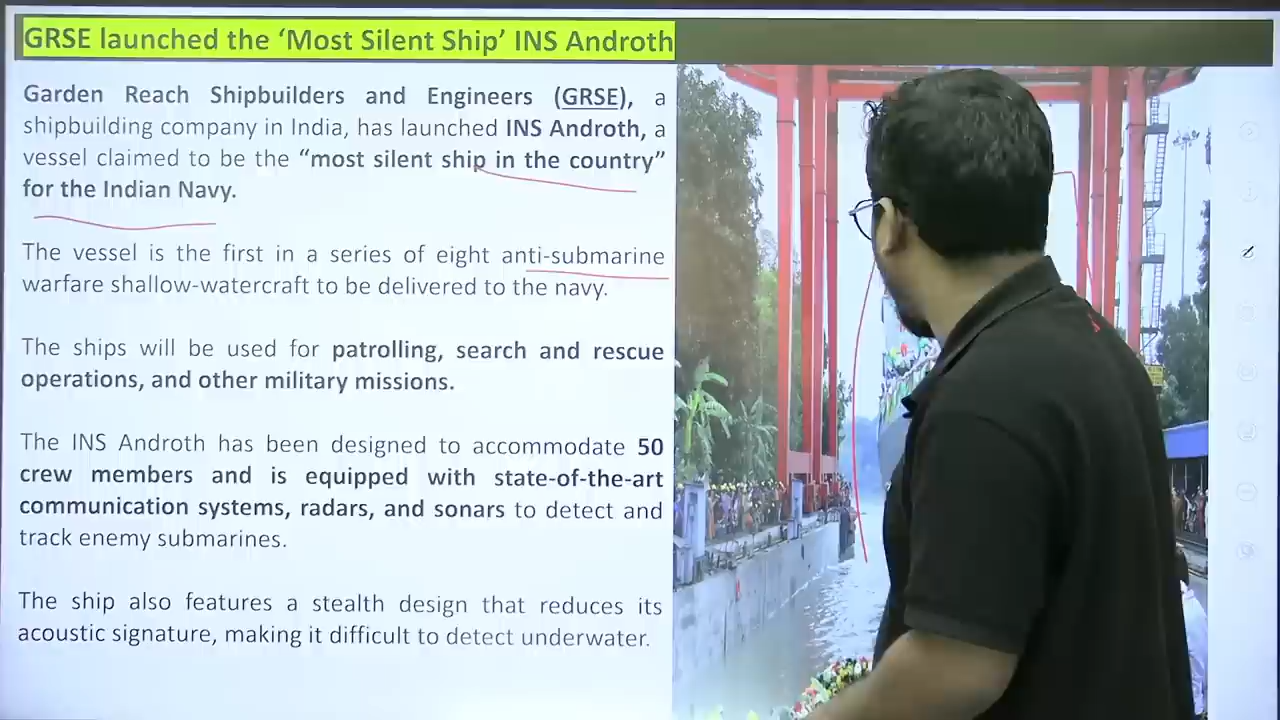 GRSE launched the ‘Most Silent Ship’ INS Androth
Garden Reach Shipbuilders and Engineers (GRSE), a
shipbuilding company in India, has launched INS Androth, a
vessel claimed to be the “most silent ship in the country”
for the Indian Navy.
The vessel is the first in a series of eight anti-submarine
warfare shallow-watercraft to be delivered to the navy.
The ships will be used for patrolling, search and rescue
operations, and other military missions.
The INS Androth has been designed to accommodate 50
crew members and is equipped with state-of-the-art
communication systems, radars, and sonars to detect and
track enemy submarines.
The ship also features a stealth design that reduces its
acoustic signature, making it difficult to detect underwater.